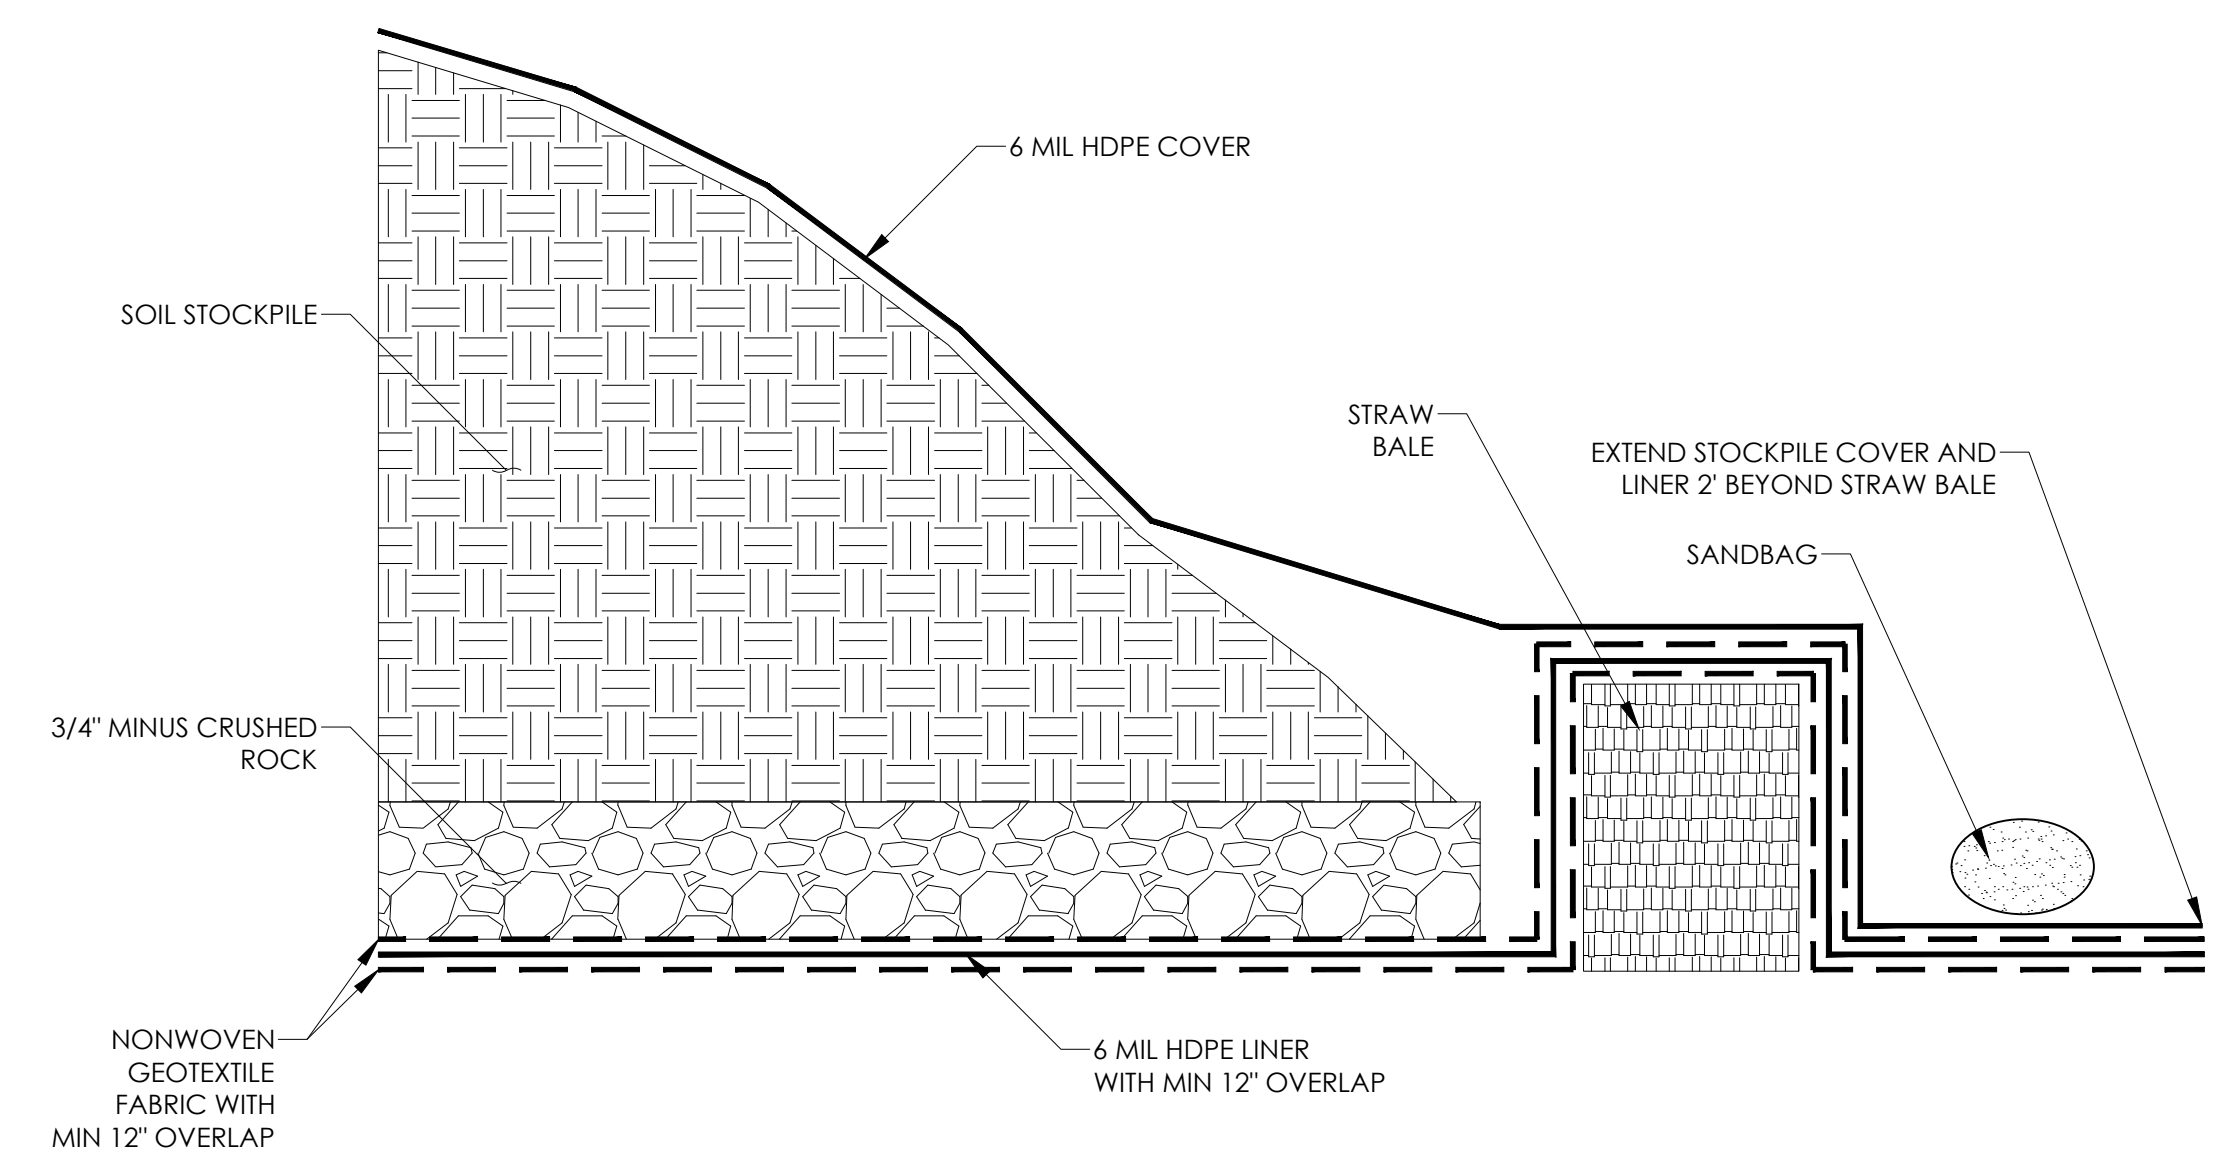 6 MIL HDPE COVER
SOIL STOCKPILE
STRAW
BALE
EXTEND STOCKPILE COVER AND
LINER 2' BEYOND STRAW BALE
SANDBAG
3/4" MINUS CRUSHED
ROCK
NONWOVEN
GEOTEXTILE
FABRIC WITH
MIN 12" OVERLAP
6 MIL HDPE LINER
WITH MIN 12" OVERLAP